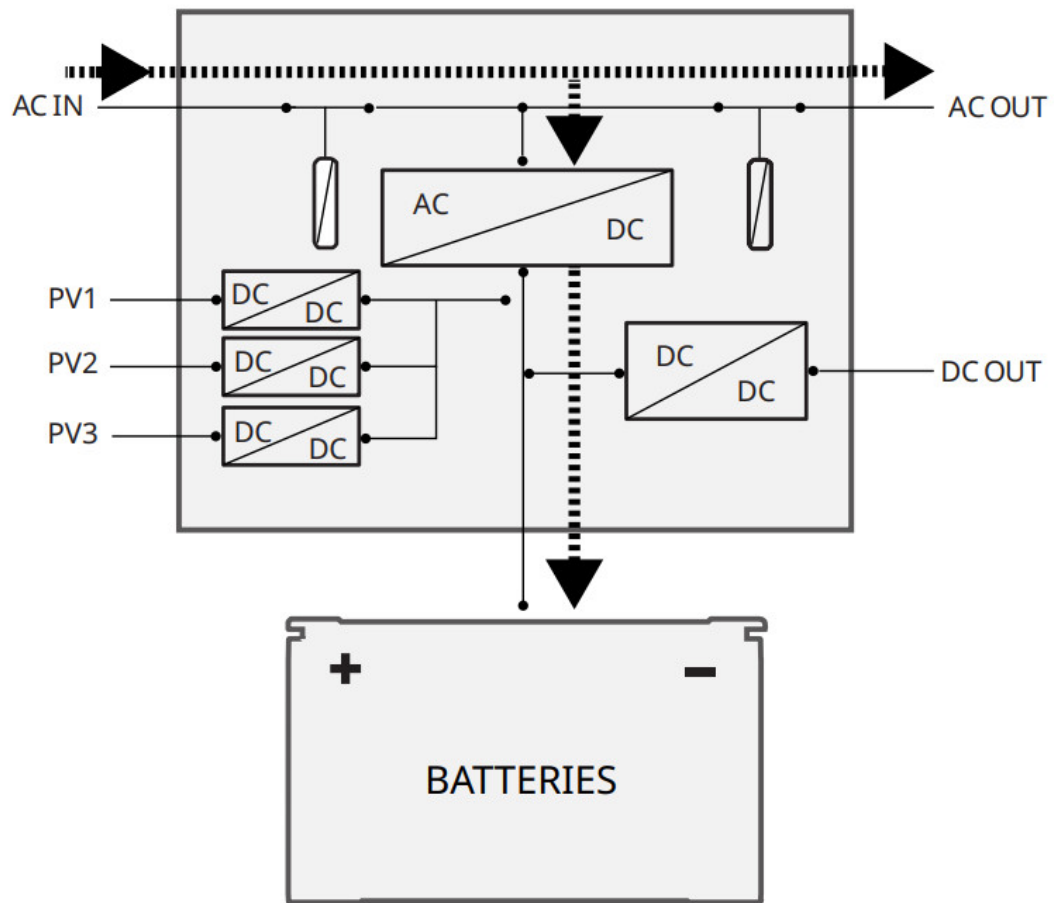 AC IN
AC OUT
AC
DC
PV1
DC
DC
PV2
DC
DC
PV3
DC
DC
DC
DC
DC OUT
+
−
BATTERIES